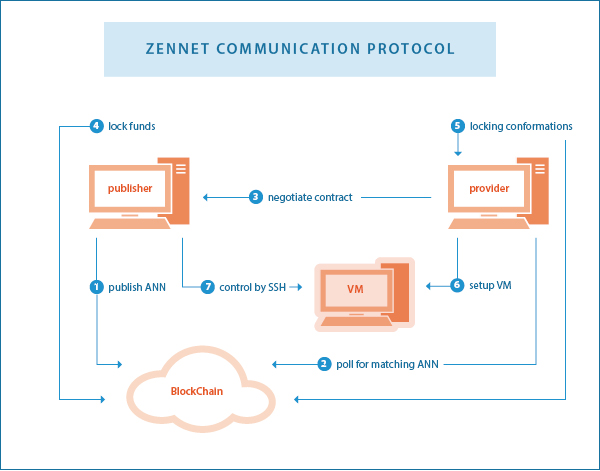 ZENNET COMMUNICATION PROTOCOL
4 lock funds
5 locking conformations
publisher
provider
3 negotiate contract
1 publish ANN
7 control by SSH
VM
6 setup VM
2 poll for matching ANN
BlockChain